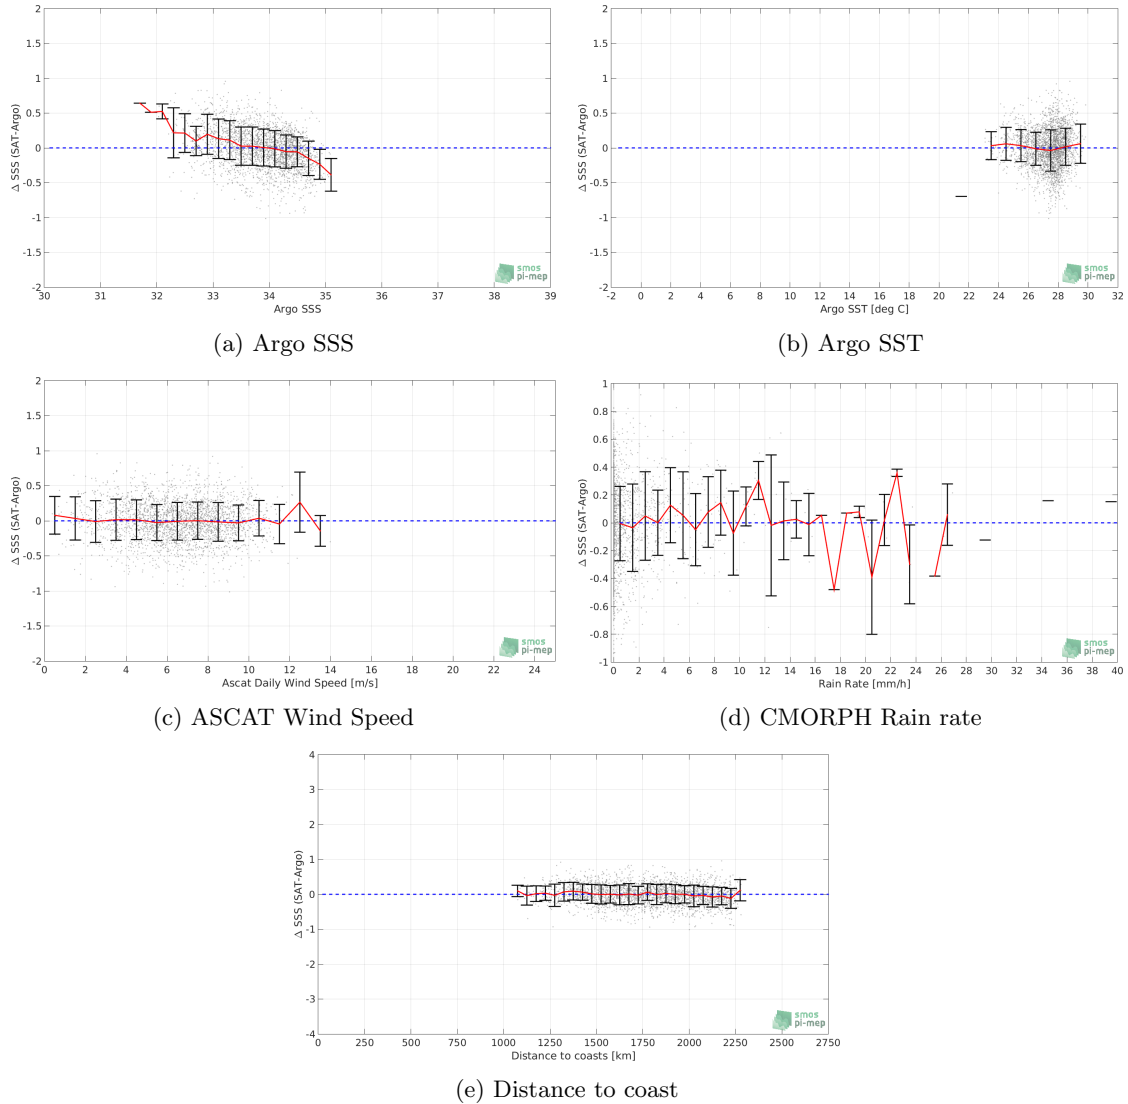 2
1.5
1
0.5
0
-0.5
-1
-1.5
-2
Δ SSS (SAT-Argo)
30 31 32 33 34 35 36 37 38 39
Argo SSS
smos
pi-mep
(a) Argo SSS
2
1.5
1
0.5
0
-0.5
-1
-1.5
-2
Δ SSS (SAT-Argo)
-2 0 2 4 6 8 10 12 14 16 18 20 22 24 26 28 30 32
Argo SST [deg C]
smos
pi-mep
(b) Argo SST
2
1.5
1
0.5
0
-0.5
-1
-1.5
-2
Δ SSS (SAT-Argo)
0 2 4 6 8 10 12 14 16 18 20 22 24
Ascat Daily Wind Speed [m/s]
smos
pi-mep
(c) ASCAT Wind Speed
1
0.8
0.6
0.4
0.2
0
-0.2
-0.4
-0.6
-0.8
-1
Δ SSS (SAT-Argo)
0 2 4 6 8 10 12 14 16 18 20 22 24 26 28 30 32 34 36 38 40
Rain Rate [mm/h]
smos
pi-mep
(d) CMORPH Rain rate
4
3
2
1
0
-1
-2
-3
-4
Δ SSS (SAT-Argo)
0 250 500 750 1000 1250 1500 1750 2000 2250 2500 2750
Distance to coasts [km]
smos
pi-mep
(e) Distance to coast